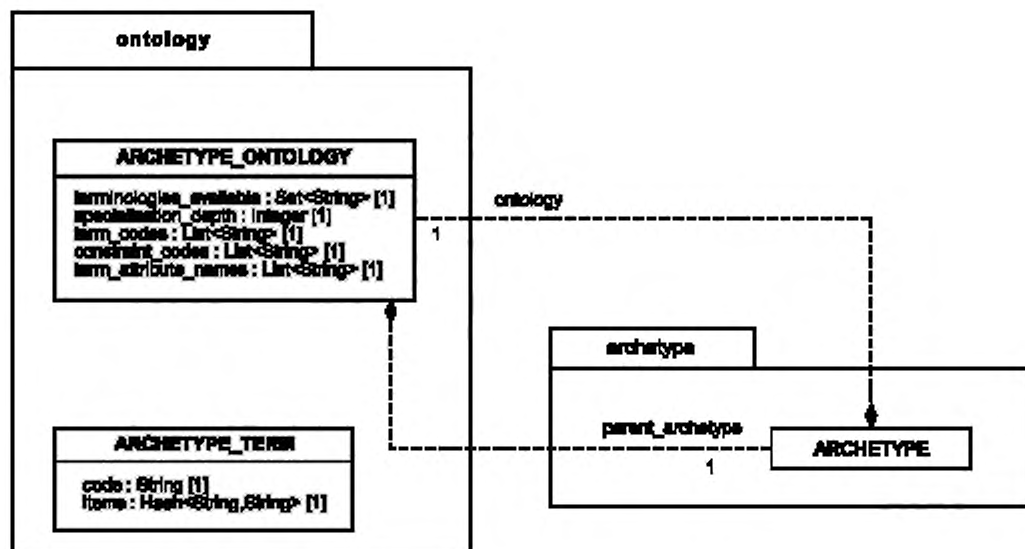 ontology
ARCHETYPE_ONTOLOGY
terminologies_available : Set<String> [1]
specialisation_depth : Integer [1]
term_codes : List<String> [1]
constraint_codes : List<String> [1]
term_attribute_names : List<String> [1]
ontology
1
archetype
parent_archetype
1
ARCHETYPE
ARCHETYPE_TERM
code : String [1]
items : Hash<String,String> [1]